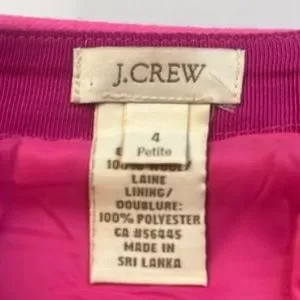 J.CREW
4
Petite
100% WOOL/
LAINE
LINING/
DOUBLURE:
100% POLYESTER
CA #56445
MADE IN
SRI LANKA